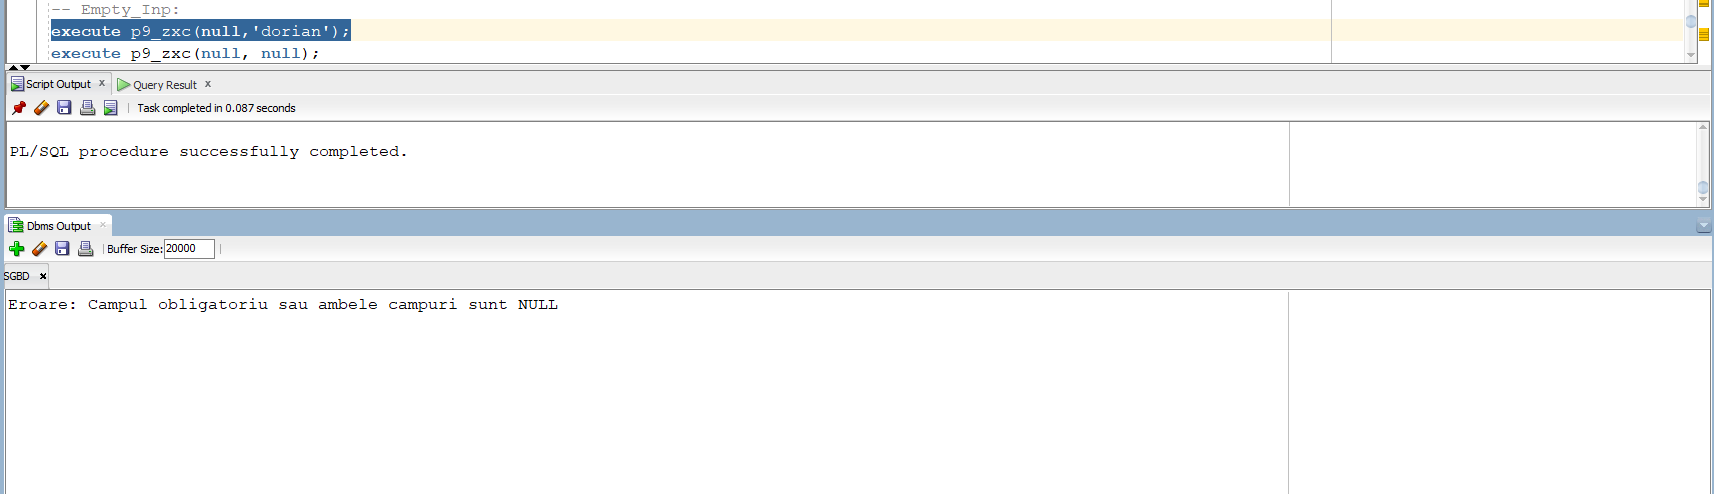 -- Empty_Inp:
execute p9_zxc(null,'dorian');
execute p9_zxc(null, null);
Script Output x Query Result x
Task completed in 0.087 seconds
PL/SQL procedure successfully completed.
Dbms Output x
Buffer Size: 20000
SGBD x
Eroare: Campul obligatoriu sau ambele campuri sunt NULL